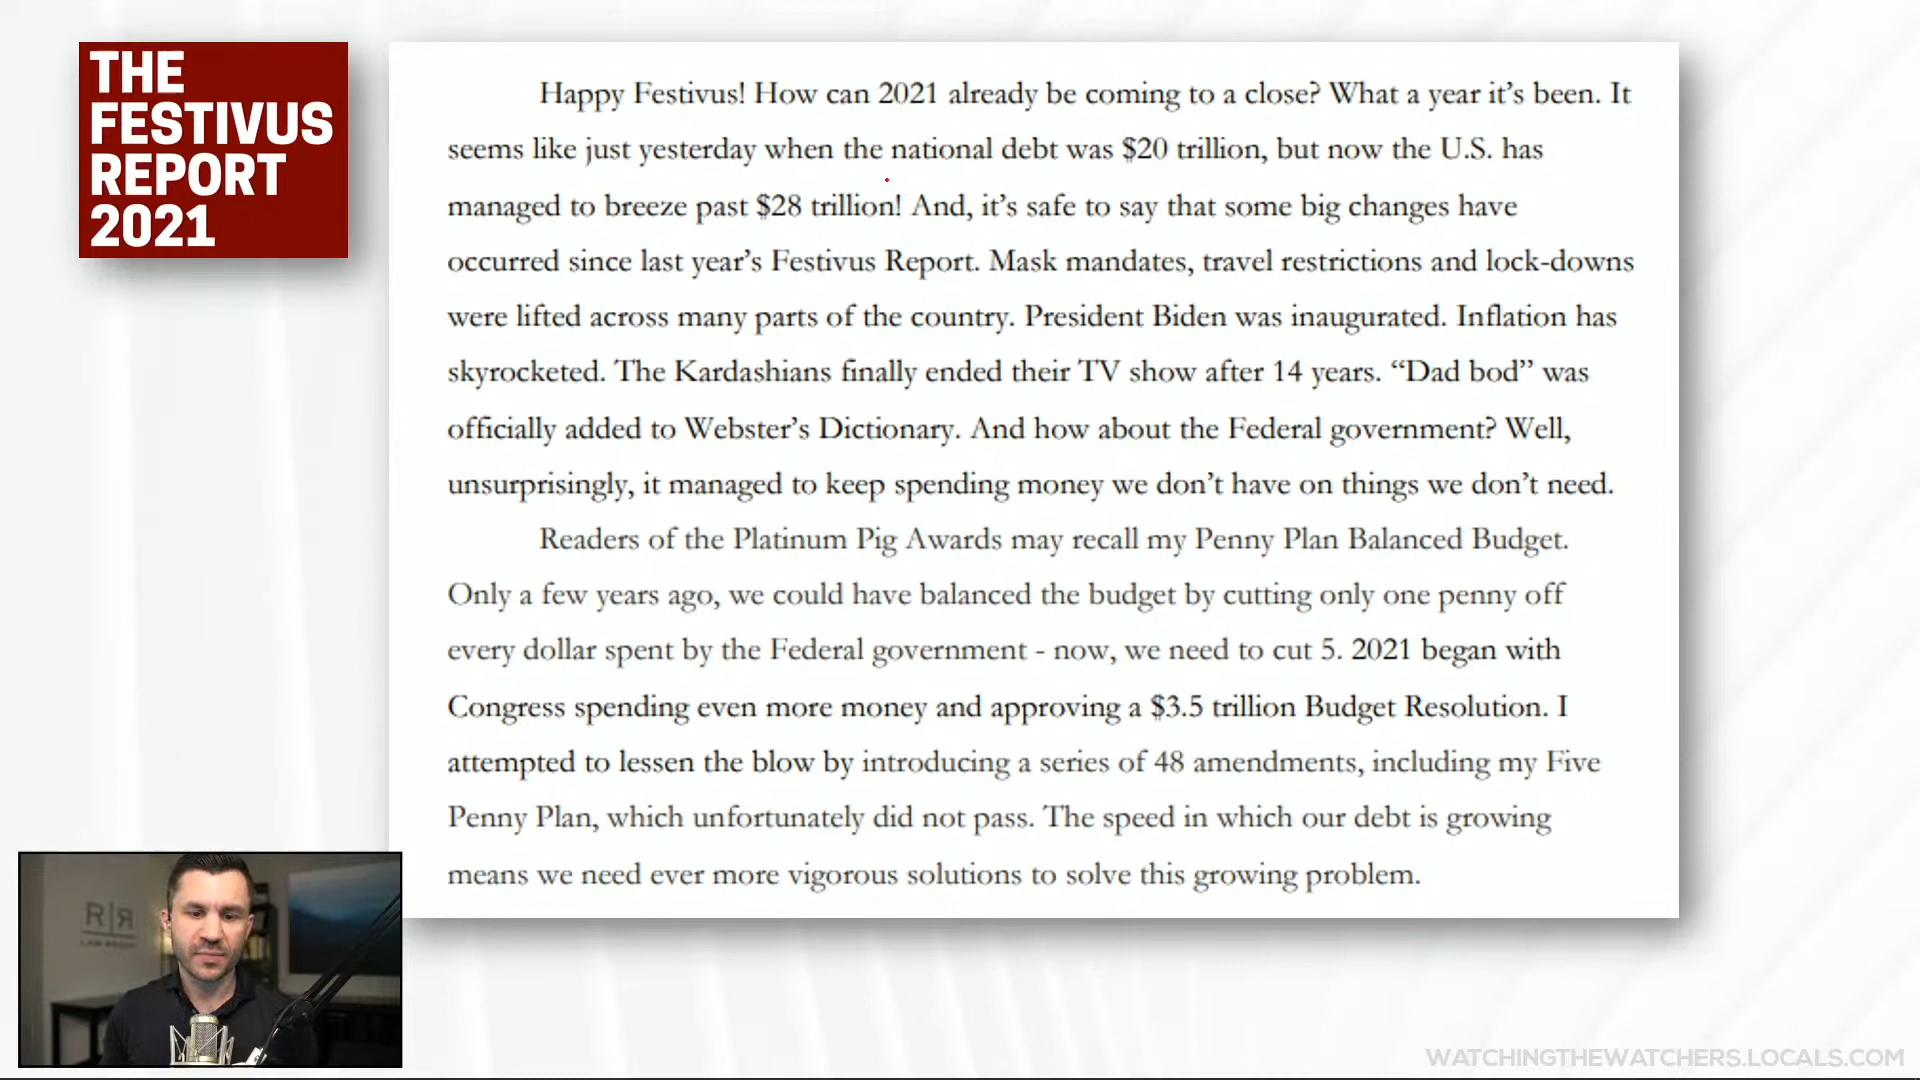 THE
FESTIVUS
REPORT
2021
Happy Festivus! How can 2021 already be coming to a close? What a year it’s been. It
seems like just yesterday when the national debt was $20 trillion, but now the U.S. has
managed to breeze past $28 trillion! And, it’s safe to say that some big changes have
occurred since last year’s Festivus Report. Mask mandates, travel restrictions and lock-downs
were lifted across many parts of the country. President Biden was inaugurated. Inflation has
skyrocketed. The Kardashians finally ended their TV show after 14 years. “Dad bod” was
officially added to Webster’s Dictionary. And how about the Federal government? Well,
unsurprisingly, it managed to keep spending money we don’t have on things we don’t need.
Readers of the Platinum Pig Awards may recall my Penny Plan Balanced Budget.
Only a few years ago, we could have balanced the budget by cutting only one penny off
every dollar spent by the Federal government - now, we need to cut 5. 2021 began with
Congress spending even more money and approving a $3.5 trillion Budget Resolution. I
attempted to lessen the blow by introducing a series of 48 amendments, including my Five
Penny Plan, which unfortunately did not pass. The speed in which our debt is growing
means we need ever more vigorous solutions to solve this growing problem.
R|R
WATCHINGTHEWATCHERS.LOCALS.COM